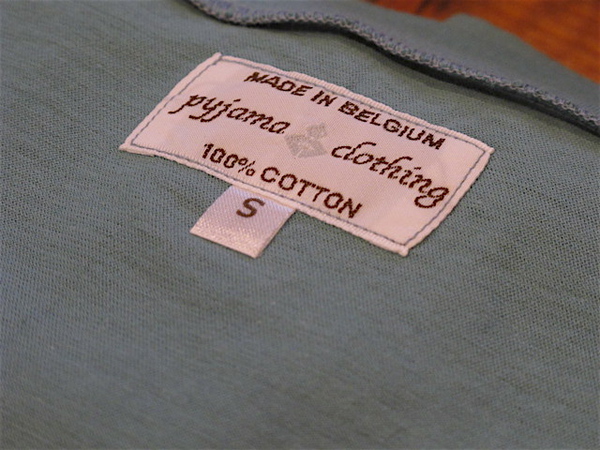 MADE IN BELGIUM
pyjama clothing
100% COTTON
S